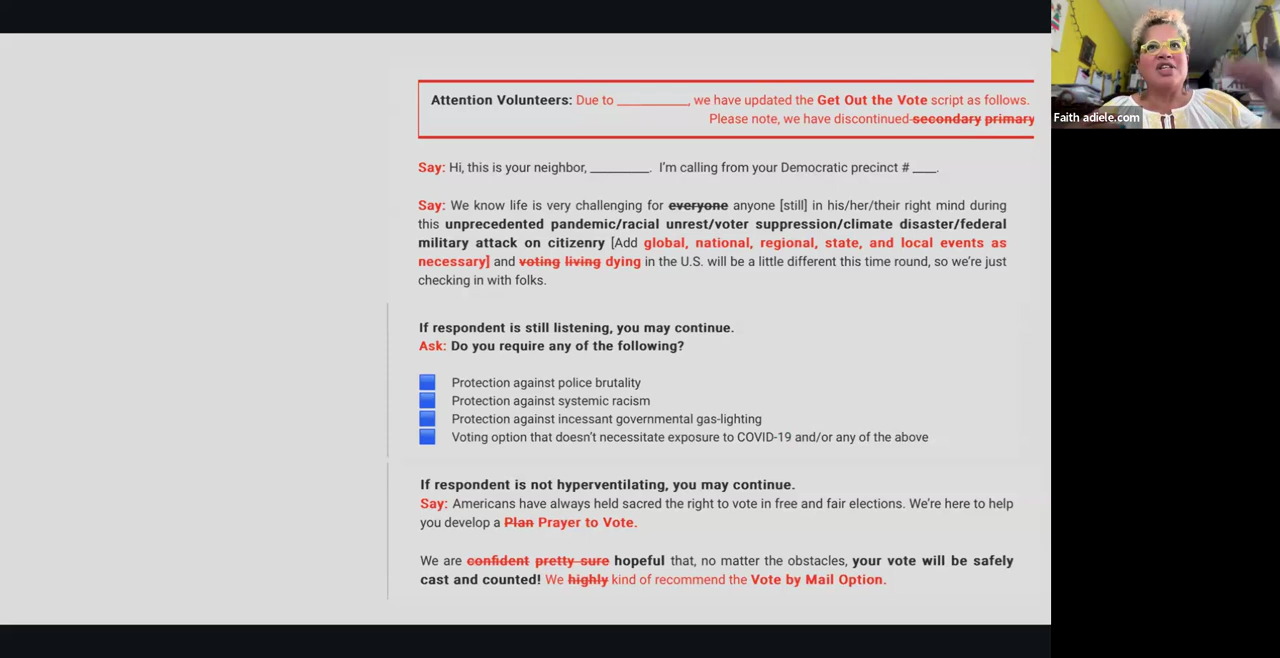 Attention Volunteers: Due to __________, we have updated the Get Out the Vote script as follows.
Please note, we have discontinued secondary primary
Say: Hi, this is your neighbor, ________. I'm calling from your Democratic precinct # ___.
Say: We know life is very challenging for everyone anyone [still] in his/her/their right mind during
this unprecedented pandemic/racial unrest/voter suppression/climate disaster/federal
military attack on citizenry [Add global, national, regional, state, and local events as
necessary] and voting living dying in the U.S. will be a little different this time round, so we're just
checking in with folks.
If respondent is still listening, you may continue.
Ask: Do you require any of the following?
Protection against police brutality
Protection against systemic racism
Protection against incessant governmental gas-lighting
Voting option that doesn't necessitate exposure to COVID-19 and/or any of the above
If respondent is not hyperventilating, you may continue.
Say: Americans have always held sacred the right to vote in free and fair elections. We're here to help
you develop a Plan Prayer to Vote.
We are confident pretty sure hopeful that, no matter the obstacles, your vote will be safely
cast and counted! We highly kind of recommend the Vote by Mail Option.
Faith adiele.com